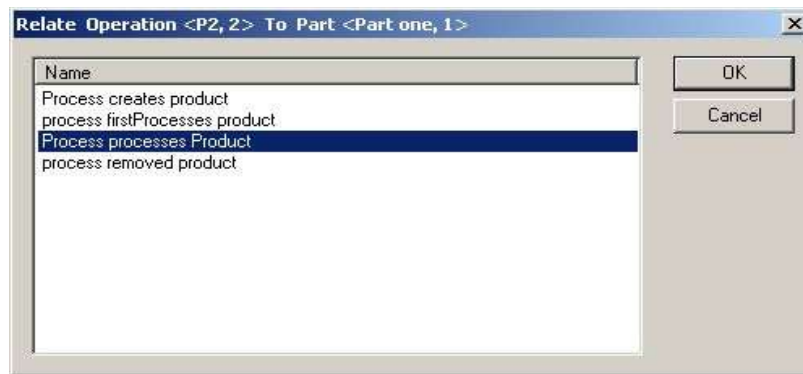 Relate Operation <P2, 2> To Part <Part one, 1>
Name
OK
Process creates product
process firstProcesses product
Cancel
Process processes Product
process removed product